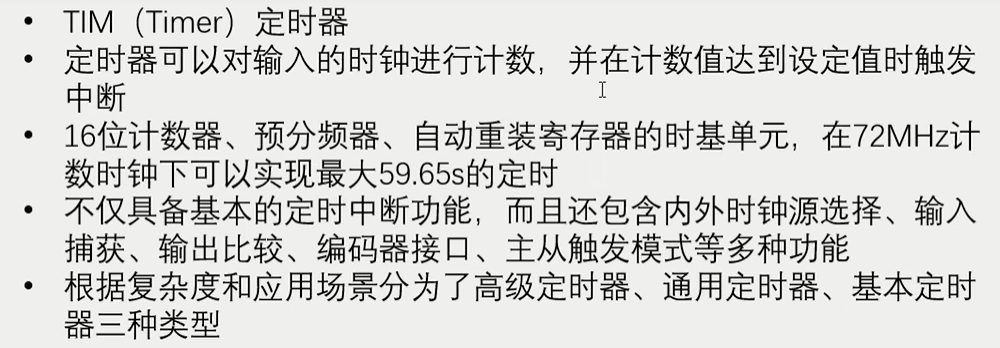 • TIM（Timer）定时器
• 定时器可以对输入的时钟进行计数，并在计数值达到设定值时触发
中断
• 16位计数器、预分频器、自动重装寄存器的时基单元，在72MHz计
数时钟下可以实现最大59.65s的定时
• 不仅具备基本的定时中断功能，而且还包含内外时钟源选择、输入
捕获、输出比较、编码器接口、主从触发模式等多种功能
• 根据复杂度和应用场景分为了高级定时器、通用定时器、基本定时
器三种类型